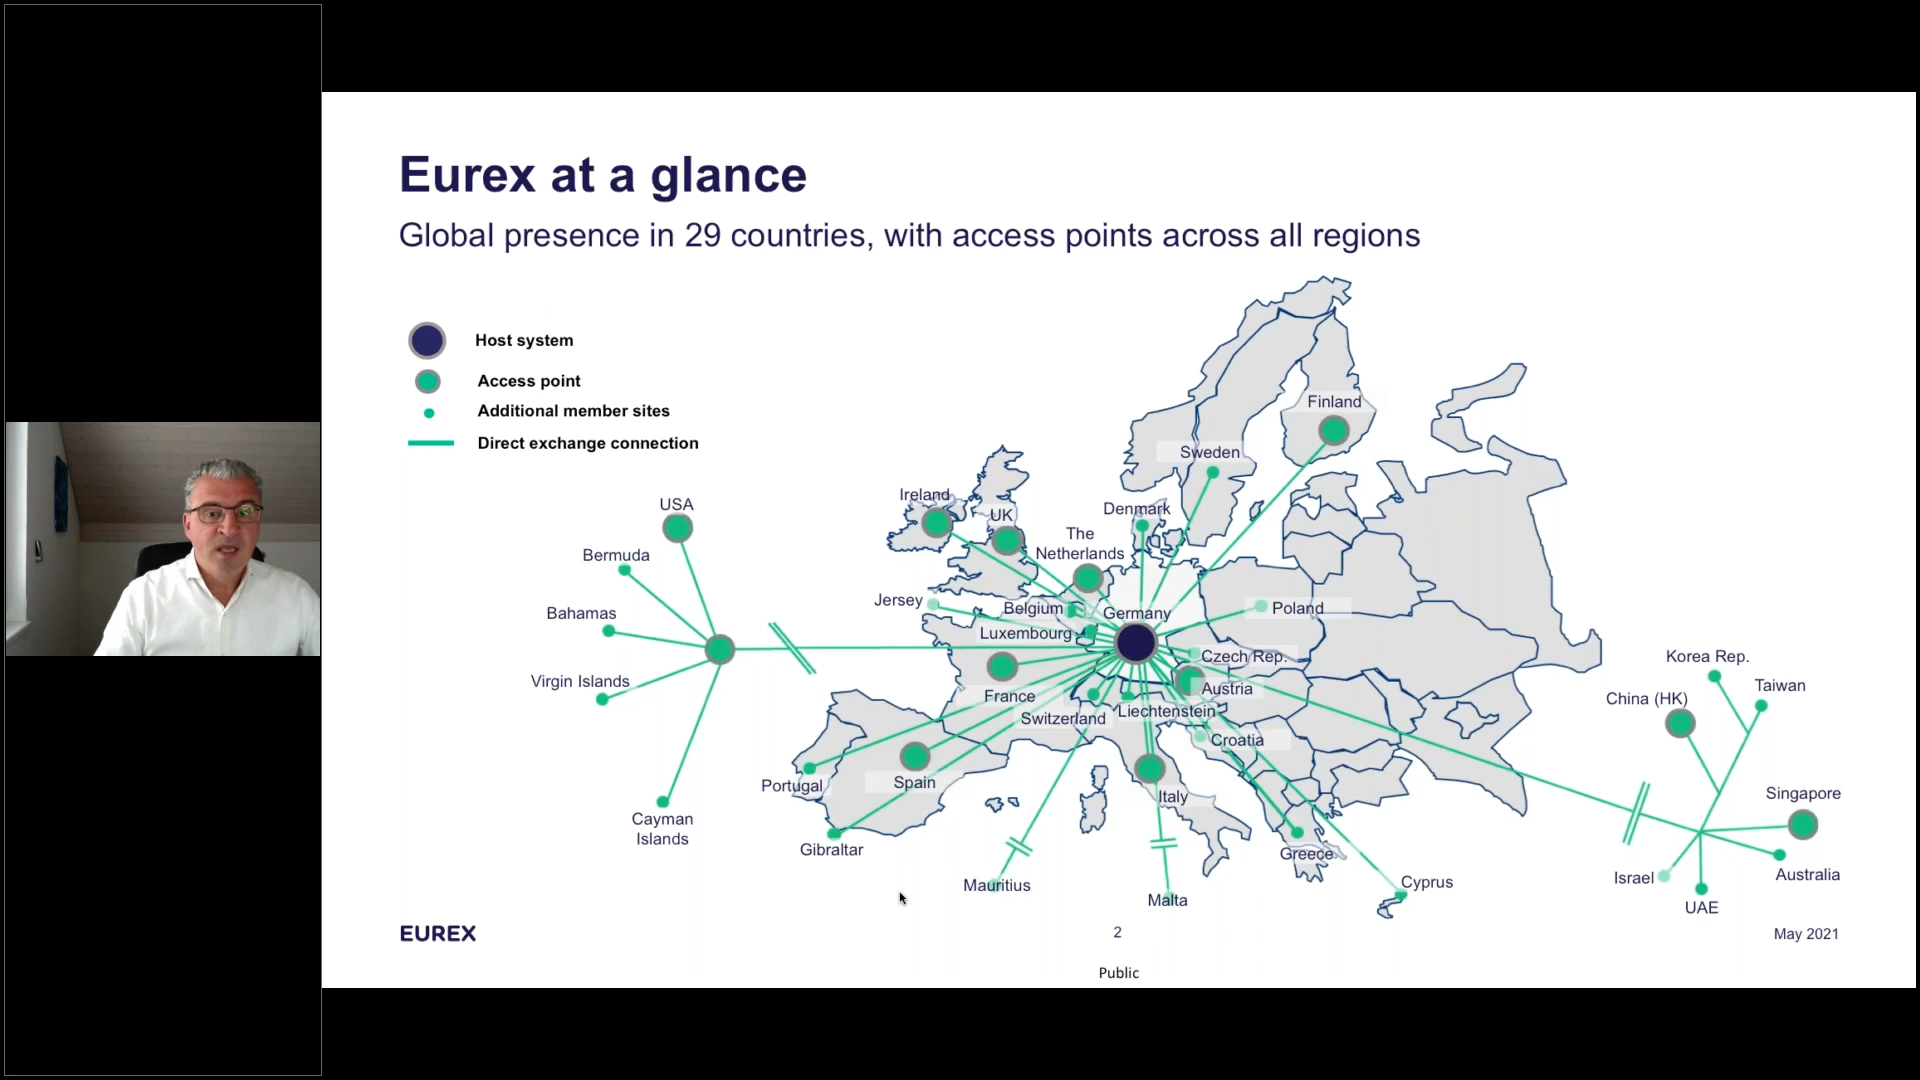 Eurex at a glance
Global presence in 29 countries, with access points across all regions
Host system
Access point
Additional member sites
Direct exchange connection
USA
Bermuda
Bahamas
Virgin Islands
Cayman
Islands
Finland
Sweden
Ireland
UK
Denmark
The
Netherlands
Jersey
Belgium
Germany
Poland
Luxembourg
Czech Rep.
Austria
France
Switzerland
Liechtenstein
Croatia
Portugal
Spain
Italy
Gibraltar
Greece
Mauritius
Malta
Cyprus
Korea Rep.
Taiwan
China (HK)
Singapore
Israel
Australia
UAE
EUREX
2
May 2021
Public